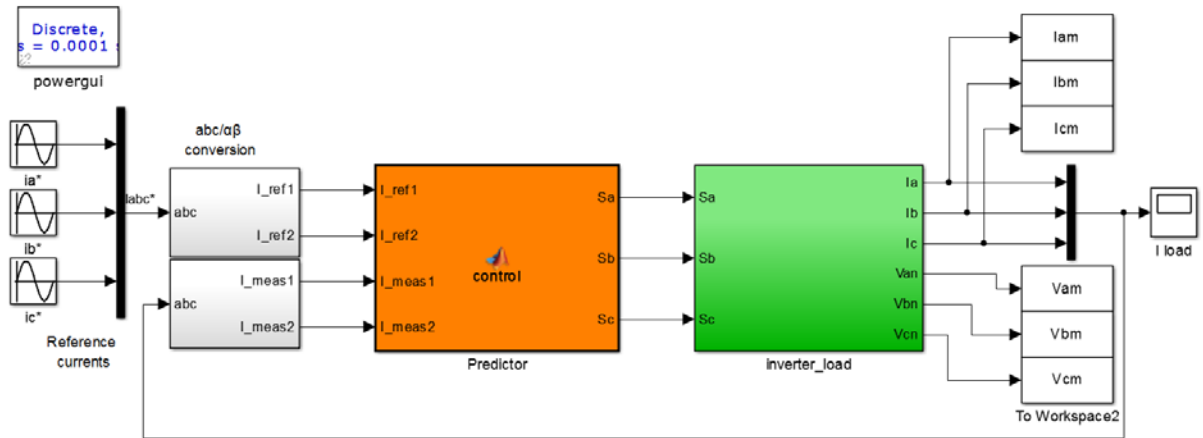 Discrete,
s = 0.0001 s
powergui
ia*
ib*
ic*
Reference
currents
Iabc*
abc/αβ
conversion
abc
I_ref1
I_ref2
abc
I_meas1
I_meas2
I_ref1
I_ref2
I_meas1
I_meas2
control
Sa
Sb
Sc
Predictor
Sa
Sb
Sc
Ia
Ib
Ic
Van
Vbn
Vcn
inverter_load
Iam
Ibm
Icm
I load
Vam
Vbm
Vcm
To Workspace2